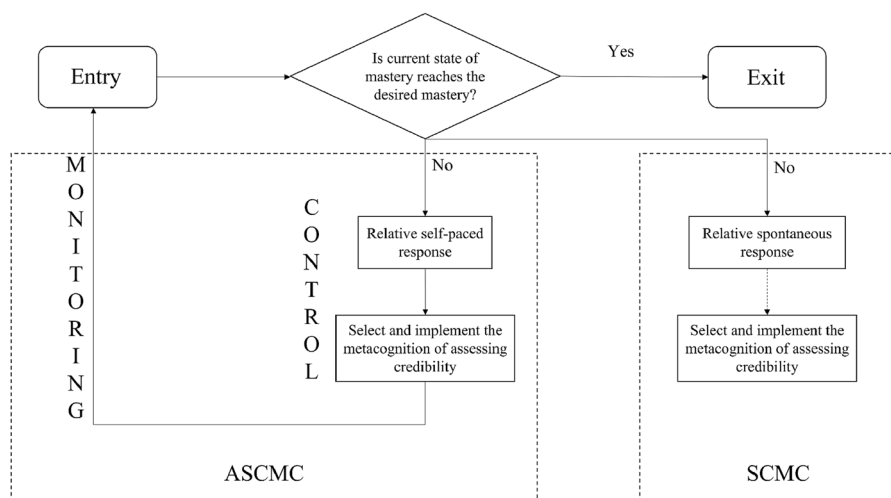 Entry
Is current state of
mastery reaches the
desired mastery?
Yes
Exit
MONITORING
CONTROL
No
Relative self-paced
response
Select and implement the
metacognition of assessing
credibility
ASCMC
No
Relative spontaneous
response
Select and implement the
metacognition of assessing
credibility
SCMC